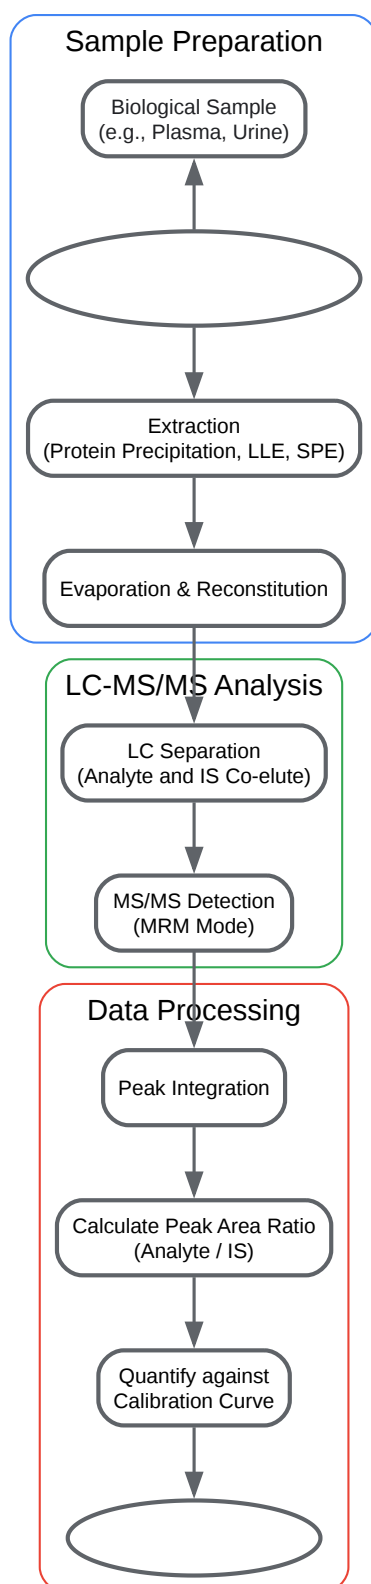 Sample Preparation
Biological Sample
(e.g., Plasma, Urine)
Extraction
(Protein Precipitation, LLE, SPE)
Evaporation & Reconstitution
LC-MS/MS Analysis
LC Separation
(Analyte and IS Co-elute)
MS/MS Detection
(MRM Mode)
Data Processing
Peak Integration
Calculate Peak Area Ratio
(Analyte / IS)
Quantify against
Calibration Curve